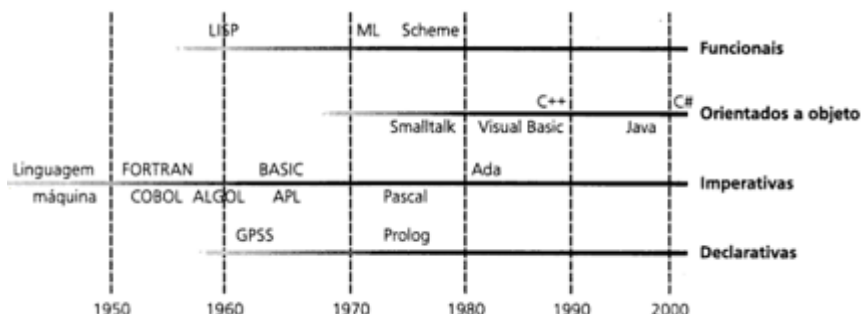 LISP ML Scheme
Funcionais
C++ C#
Orientados a objeto
Smalltalk Visual Basic Java
Linguagem FORTRAN BASIC Ada
Imperativas
máquina COBOL ALGOL APL Pascal
GPSS Prolog
Declarativas
1950 1960 1970 1980 1990 2000